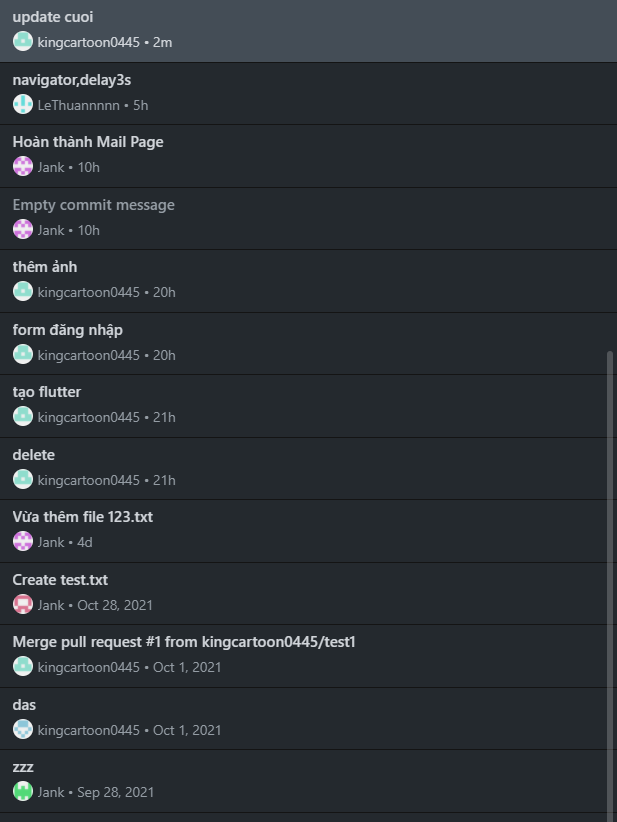 update cuoi
kingcartoon0445 • 2m
navigator,delay3s
LeThuannnnn • 5h
Hoàn thành Mail Page
Jank • 10h
Empty commit message
Jank • 10h
thêm ảnh
kingcartoon0445 • 20h
form đăng nhập
kingcartoon0445 • 20h
tạo flutter
kingcartoon0445 • 21h
delete
kingcartoon0445 • 21h
Vừa thêm file 123.txt
Jank • 4d
Create test.txt
Jank • Oct 28, 2021
Merge pull request #1 from kingcartoon0445/test1
kingcartoon0445 • Oct 1, 2021
das
kingcartoon0445 • Oct 1, 2021
zzz
Jank • Sep 28, 2021